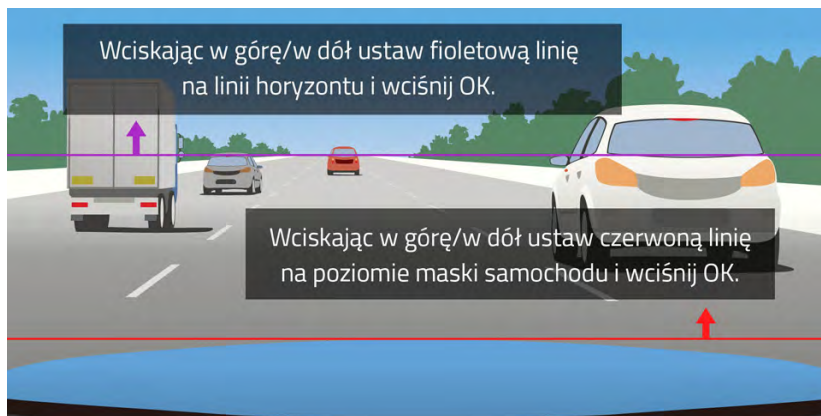 Wciskając w górę/w dół ustaw fioletową linię
na linii horyzontu i wciśnij OK.
Wciskając w górę/w dół ustaw czerwoną linię
na poziomie maski samochodu i wciśnij OK.